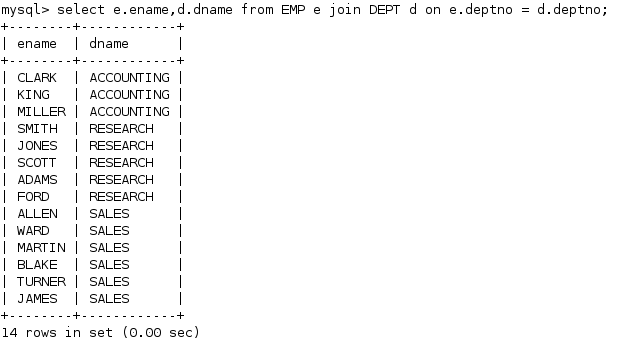 mysql> select e.ename,d.dname from EMP e join DEPT d on e.deptno = d.deptno;
+--------+------------+
| ename  | dname      |
+--------+------------+
| CLARK  | ACCOUNTING |
| KING   | ACCOUNTING |
| MILLER | ACCOUNTING |
| SMITH  | RESEARCH   |
| JONES  | RESEARCH   |
| SCOTT  | RESEARCH   |
| ADAMS  | RESEARCH   |
| FORD   | RESEARCH   |
| ALLEN  | SALES      |
| WARD   | SALES      |
| MARTIN | SALES      |
| BLAKE  | SALES      |
| TURNER | SALES      |
| JAMES  | SALES      |
+--------+------------+
14 rows in set (0.00 sec)